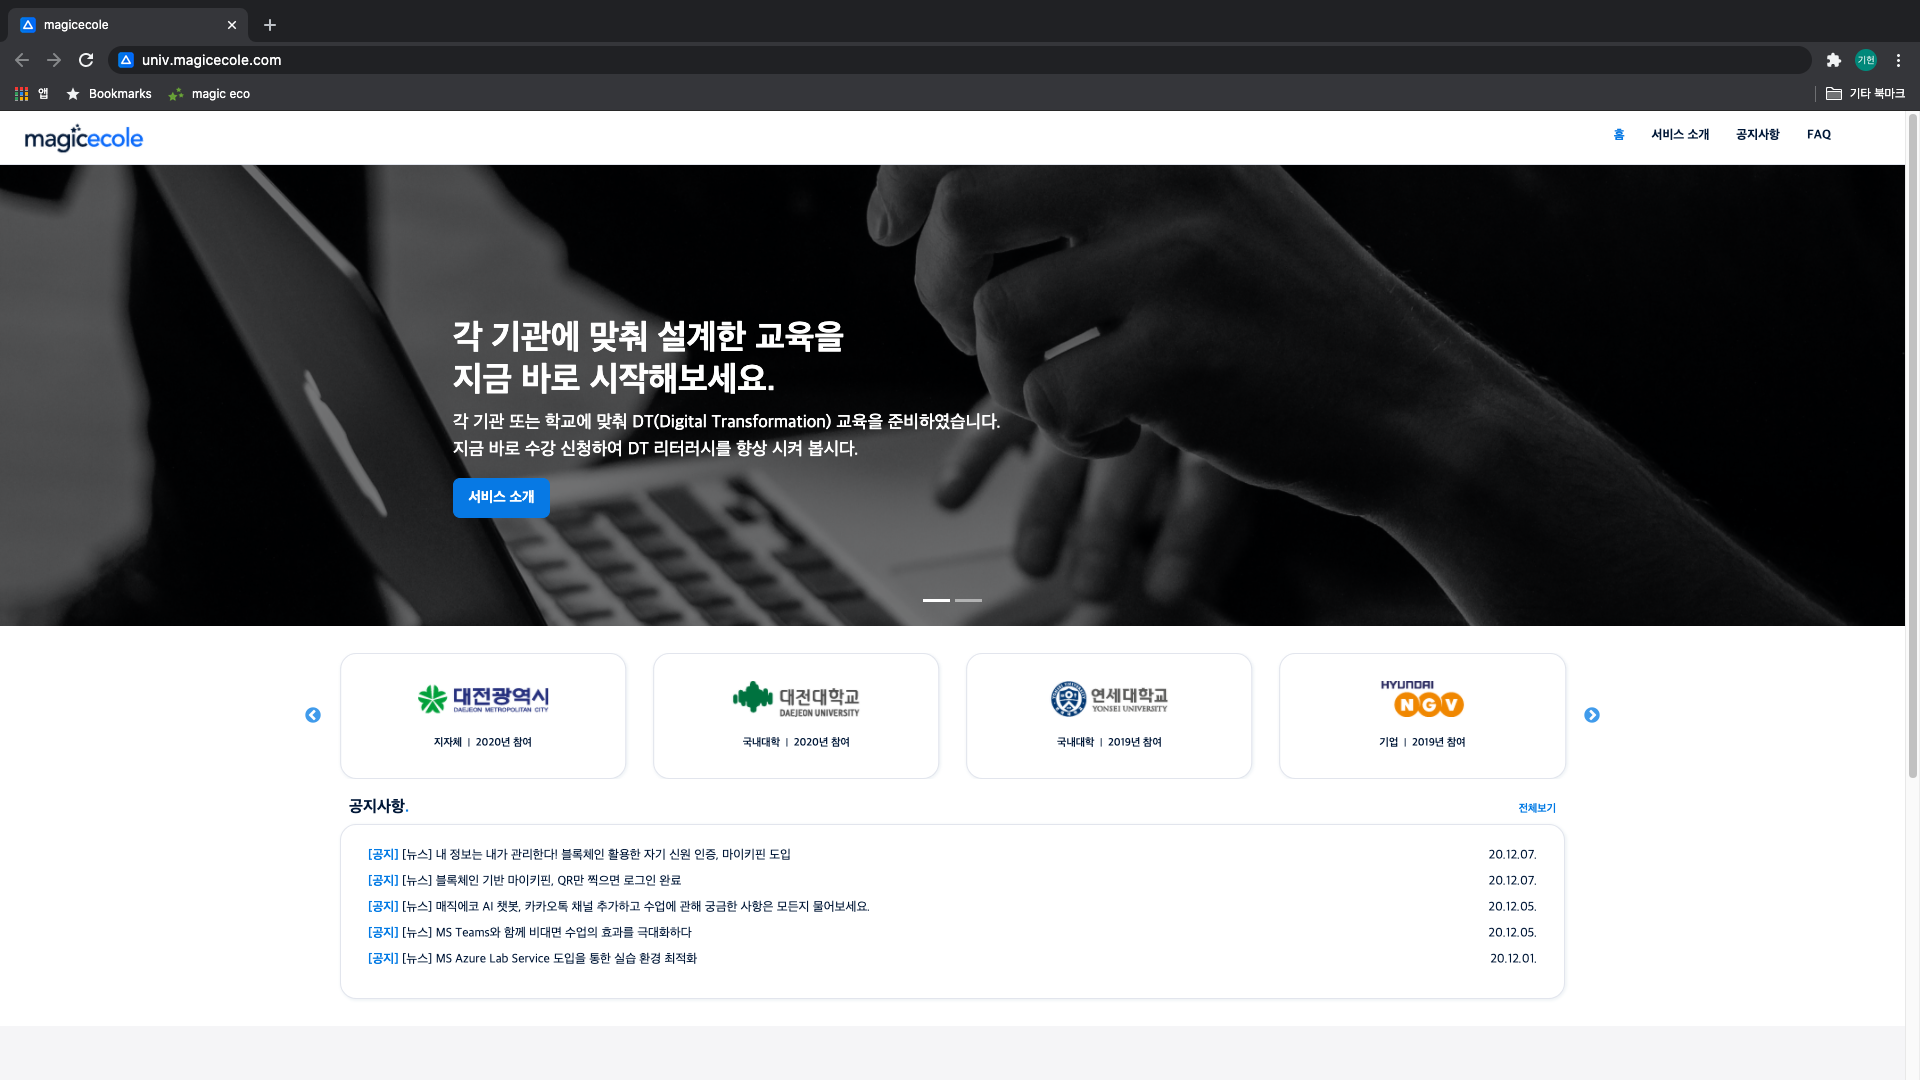 magicecole
univ.magicecole.com
기헌
앱
Bookmarks
magic eco
기타 북마크
magicecole
홈
서비스 소개
공지사항
FAQ
각 기관에 맞춰 설계한 교육을
지금 바로 시작해보세요.
각 기관 또는 학교에 맞춰 DT(Digital Transformation) 교육을 준비하였습니다.
지금 바로 수강 신청하여 DT 리터러시를 향상 시켜 봅시다.
서비스 소개
대전광역시
DAEJEON METROPOLITAN CITY
지자체 | 2020년 참여
대전대학교
DAEJEON UNIVERSITY
국내대학 | 2020년 참여
연세대학교
YONSEI UNIVERSITY
국내대학 | 2019년 참여
HYUNDAI
NGV
기업 | 2019년 참여
공지사항.
전체보기
[공지] [뉴스] 내 정보는 내가 관리한다! 블록체인 활용한 자기 신원 인증, 마이키핀 도입 20.12.07.
[공지] [뉴스] 블록체인 기반 마이키핀, QR만 찍으면 로그인 완료 20.12.07.
[공지] [뉴스] 매직에코 AI 챗봇, 카카오톡 채널 추가하고 수업에 관해 궁금한 사항은 모든지 물어보세요. 20.12.05.
[공지] [뉴스] MS Teams와 함께 비대면 수업의 효과를 극대화하다 20.12.05.
[공지] [뉴스] MS Azure Lab Service 도입을 통한 실습 환경 최적화 20.12.01.